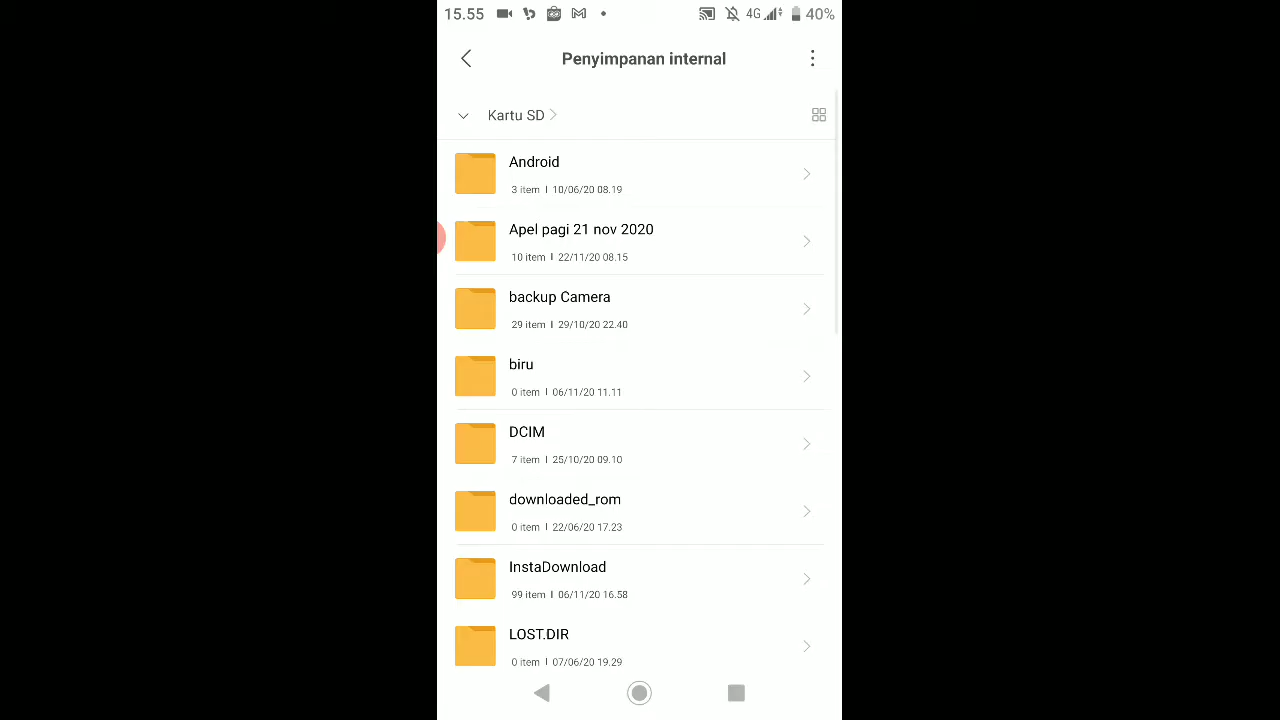 15.55 4G 40%
Penyimpanan internal
Kartu SD
Android
3 item | 10/06/20 08.19
Apel pagi 21 nov 2020
10 item | 22/11/20 08.15
backup Camera
29 item | 29/10/20 22.40
biru
0 item | 06/11/20 11.11
DCIM
7 item | 25/10/20 09.10
downloaded_rom
0 item | 22/06/20 17.23
InstaDownload
99 item | 06/11/20 16.58
LOST.DIR
0 item | 07/06/20 19.29